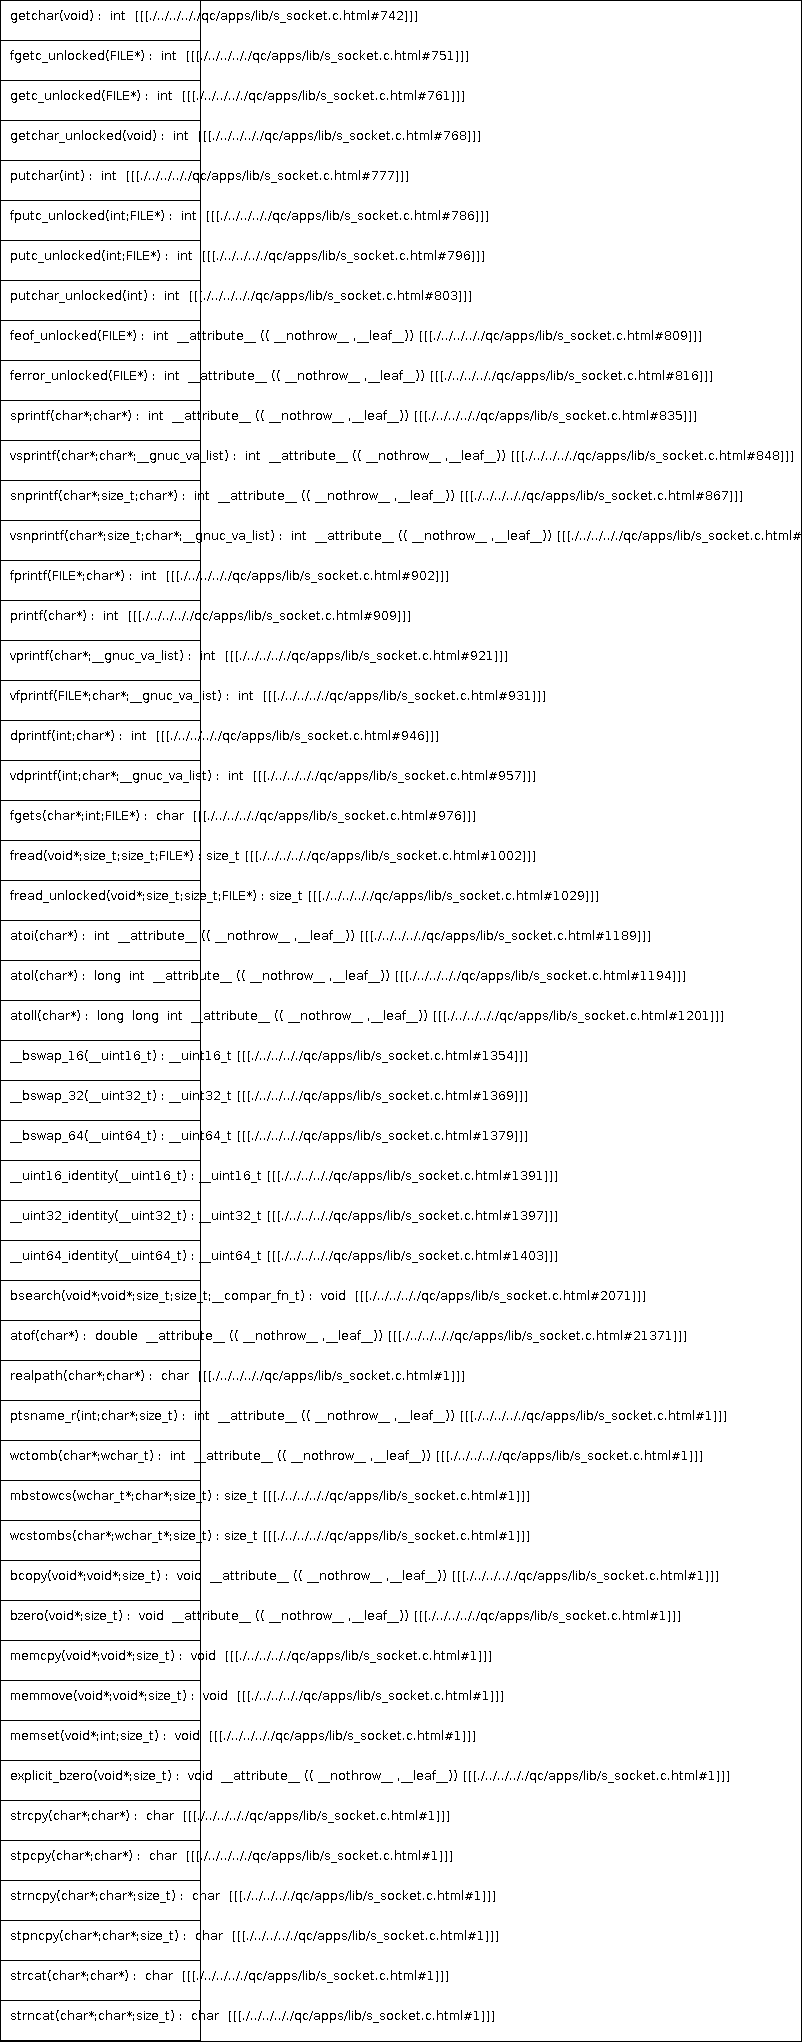 getchar(void) : int [[[./../../../../qc/apps/lib/s_socket.c.html#742]]]
fgetc_unlocked(FILE*) : int [[[./../../../../qc/apps/lib/s_socket.c.html#751]]]
getc_unlocked(FILE*) : int [[[./../../../../qc/apps/lib/s_socket.c.html#761]]]
getchar_unlocked(void) : int [[[./../../../../qc/apps/lib/s_socket.c.html#768]]]
putchar(int) : int [[[./../../../../qc/apps/lib/s_socket.c.html#777]]]
fputc_unlocked(int;FILE*) : int [[[./../../../../qc/apps/lib/s_socket.c.html#786]]]
putc_unlocked(int;FILE*) : int [[[./../../../../qc/apps/lib/s_socket.c.html#796]]]
putchar_unlocked(int) : int [[[./../../../../qc/apps/lib/s_socket.c.html#803]]]
feof_unlocked(FILE*) : int __attribute__ (( __nothrow__ ,__leaf__)) [[[./../../../../qc/apps/lib/s_socket.c.html#809]]]
ferror_unlocked(FILE*) : int __attribute__ (( __nothrow__ ,__leaf__)) [[[./../../../../qc/apps/lib/s_socket.c.html#816]]]
sprintf(char*;char*) : int __attribute__ (( __nothrow__ ,__leaf__)) [[[./../../../../qc/apps/lib/s_socket.c.html#835]]]
vsprintf(char*;char*;__gnuc_va_list) : int __attribute__ (( __nothrow__ ,__leaf__)) [[[./../../../../qc/apps/lib/s_socket.c.html#848]]]
snprintf(char*;size_t;char*) : int __attribute__ (( __nothrow__ ,__leaf__)) [[[./../../../../qc/apps/lib/s_socket.c.html#867]]]
vsnprintf(char*;size_t;char*;__gnuc_va_list) : int __attribute__ (( __nothrow__ ,__leaf__)) [[[./../../../../qc/apps/lib/s_socket.c.html#
fprintf(FILE*;char*) : int [[[./../../../../qc/apps/lib/s_socket.c.html#902]]]
printf(char*) : int [[[./../../../../qc/apps/lib/s_socket.c.html#909]]]
vprintf(char*;__gnuc_va_list) : int [[[./../../../../qc/apps/lib/s_socket.c.html#921]]]
vfprintf(FILE*;char*;__gnuc_va_list) : int [[[./../../../../qc/apps/lib/s_socket.c.html#931]]]
dprintf(int;char*) : int [[[./../../../../qc/apps/lib/s_socket.c.html#946]]]
vdprintf(int;char*;__gnuc_va_list) : int [[[./../../../../qc/apps/lib/s_socket.c.html#957]]]
fgets(char*;int;FILE*) : char [[[./../../../../qc/apps/lib/s_socket.c.html#976]]]
fread(void*;size_t;size_t;FILE*) : size_t [[[./../../../../qc/apps/lib/s_socket.c.html#1002]]]
fread_unlocked(void*;size_t;size_t;FILE*) : size_t [[[./../../../../qc/apps/lib/s_socket.c.html#1029]]]
atoi(char*) : int __attribute__ (( __nothrow__ ,__leaf__)) [[[./../../../../qc/apps/lib/s_socket.c.html#1189]]]
atol(char*) : long int __attribute__ (( __nothrow__ ,__leaf__)) [[[./../../../../qc/apps/lib/s_socket.c.html#1194]]]
atoll(char*) : long long int __attribute__ (( __nothrow__ ,__leaf__)) [[[./../../../../qc/apps/lib/s_socket.c.html#1201]]]
__bswap_16(__uint16_t) : __uint16_t [[[./../../../../qc/apps/lib/s_socket.c.html#1354]]]
__bswap_32(__uint32_t) : __uint32_t [[[./../../../../qc/apps/lib/s_socket.c.html#1369]]]
__bswap_64(__uint64_t) : __uint64_t [[[./../../../../qc/apps/lib/s_socket.c.html#1379]]]
__uint16_identity(__uint16_t) : __uint16_t [[[./../../../../qc/apps/lib/s_socket.c.html#1391]]]
__uint32_identity(__uint32_t) : __uint32_t [[[./../../../../qc/apps/lib/s_socket.c.html#1397]]]
__uint64_identity(__uint64_t) : __uint64_t [[[./../../../../qc/apps/lib/s_socket.c.html#1403]]]
bsearch(void*;void*;size_t;size_t;__compar_fn_t) : void [[[./../../../../qc/apps/lib/s_socket.c.html#2071]]]
atof(char*) : double __attribute__ (( __nothrow__ ,__leaf__)) [[[./../../../../qc/apps/lib/s_socket.c.html#21371]]]
realpath(char*;char*) : char [[[./../../../../qc/apps/lib/s_socket.c.html#1]]]
ptsname_r(int;char*;size_t) : int __attribute__ (( __nothrow__ ,__leaf__)) [[[./../../../../qc/apps/lib/s_socket.c.html#1]]]
wctomb(char*;wchar_t) : int __attribute__ (( __nothrow__ ,__leaf__)) [[[./../../../../qc/apps/lib/s_socket.c.html#1]]]
mbstowcs(wchar_t*;char*;size_t) : size_t [[[./../../../../qc/apps/lib/s_socket.c.html#1]]]
wcstombs(char*;wchar_t*;size_t) : size_t [[[./../../../../qc/apps/lib/s_socket.c.html#1]]]
bcopy(void*;void*;size_t) : void __attribute__ (( __nothrow__ ,__leaf__)) [[[./../../../../qc/apps/lib/s_socket.c.html#1]]]
bzero(void*;size_t) : void __attribute__ (( __nothrow__ ,__leaf__)) [[[./../../../../qc/apps/lib/s_socket.c.html#1]]]
memcpy(void*;void*;size_t) : void [[[./../../../../qc/apps/lib/s_socket.c.html#1]]]
memmove(void*;void*;size_t) : void [[[./../../../../qc/apps/lib/s_socket.c.html#1]]]
memset(void*;int;size_t) : void [[[./../../../../qc/apps/lib/s_socket.c.html#1]]]
explicit_bzero(void*;size_t) : void __attribute__ (( __nothrow__ ,__leaf__)) [[[./../../../../qc/apps/lib/s_socket.c.html#1]]]
strcpy(char*;char*) : char [[[./../../../../qc/apps/lib/s_socket.c.html#1]]]
stpcpy(char*;char*) : char [[[./../../../../qc/apps/lib/s_socket.c.html#1]]]
strncpy(char*;char*;size_t) : char [[[./../../../../qc/apps/lib/s_socket.c.html#1]]]
stpncpy(char*;char*;size_t) : char [[[./../../../../qc/apps/lib/s_socket.c.html#1]]]
strcat(char*;char*) : char [[[./../../../../qc/apps/lib/s_socket.c.html#1]]]
strncat(char*;char*;size_t) : char [[[./../../../../qc/apps/lib/s_socket.c.html#1]]]